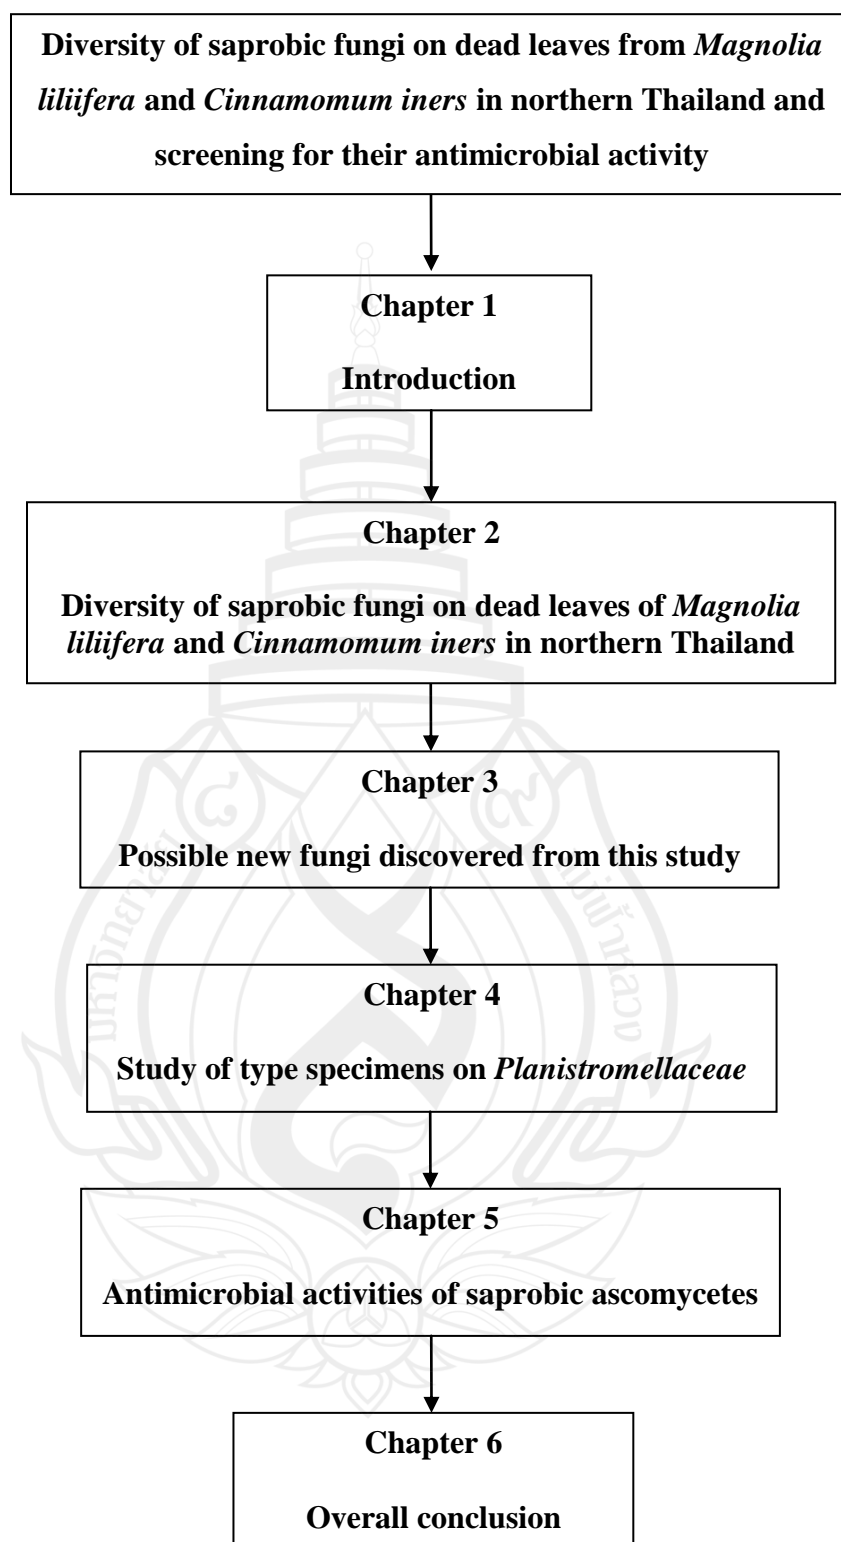 Diversity of saprobic fungi on dead leaves from Magnolia
liliifera and Cinnamomum iners in northern Thailand and
screening for their antimicrobial activity
Chapter 1
Introduction
Chapter 2
Diversity of saprobic fungi on dead leaves of Magnolia
liliifera and Cinnamomum iners in northern Thailand
Chapter 3
Possible new fungi discovered from this study
Chapter 4
Study of type specimens on Planistromellaceae
Chapter 5
Antimicrobial activities of saprobic ascomycetes
Chapter 6
Overall conclusion
๘
๙